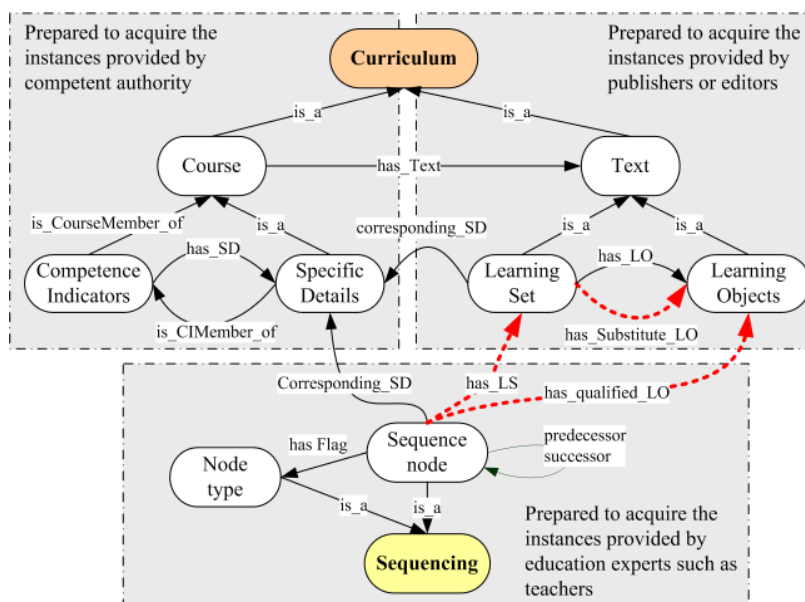 Prepared to acquire the
instances provided by
competent authority
Curriculum
Prepared to acquire the
instances provided by
publishers or editors
is_a
is_a
Course
has_Text
Text
is_CourseMember_of
is_a
corresponding_SD
is_a
is_a
has_SD
has_LO
Competence
Indicators
Specific
Details
Learning
Set
Learning
Objects
is_CIMember_of
has_Substitute_LO
Corresponding_SD
has_LS
has_qualified_LO
has Flag
Sequence
node
predecessor
successor
Node
type
is_a
is_a
Sequencing
Prepared to acquire the
instances provided by
education experts such as
teachers